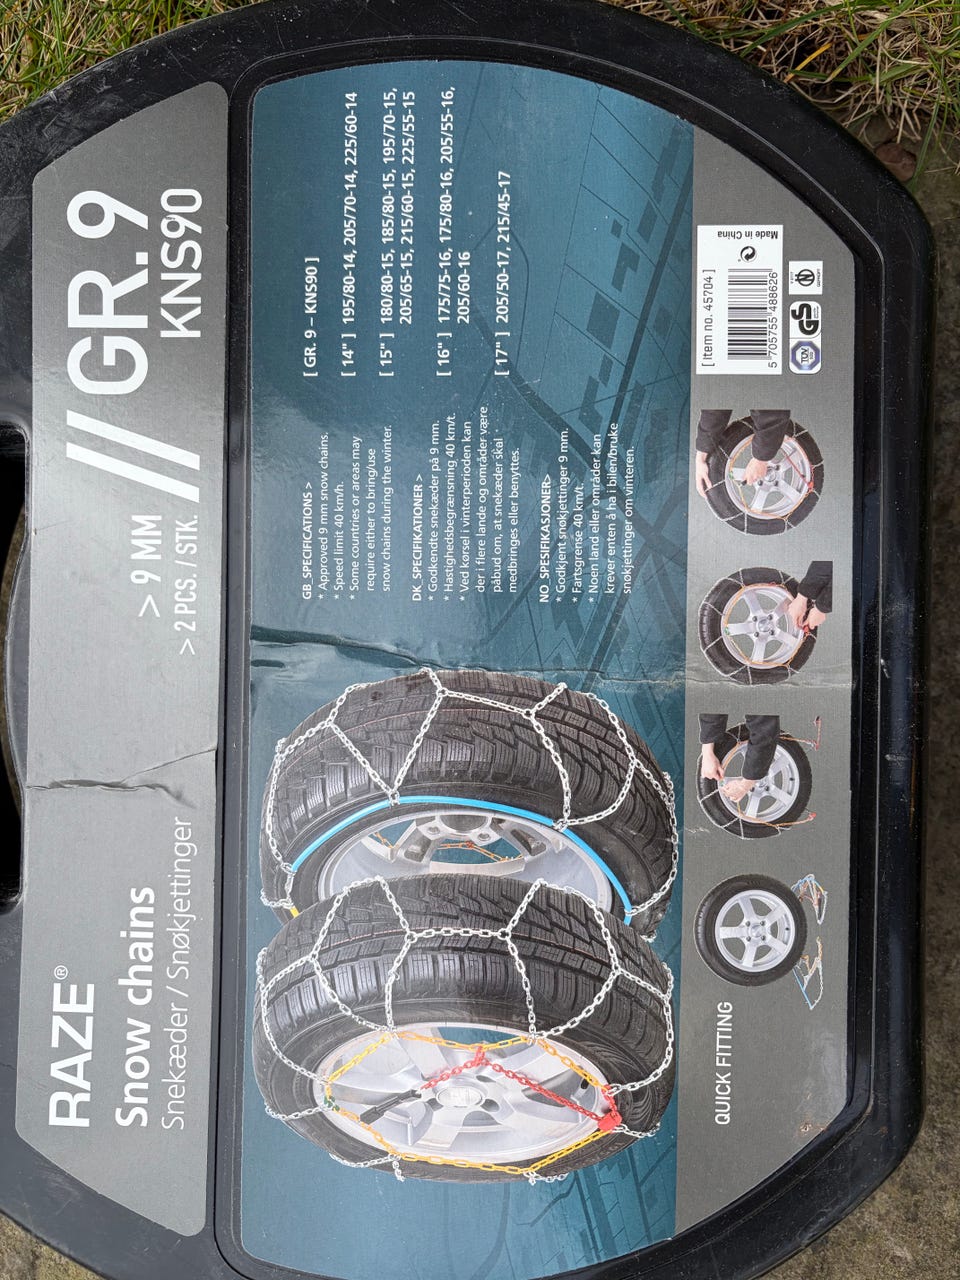 RAZE®
Snow chains
Snekæder / Snøkjettinger
> 9 MM
> 2 PCS. / STK.
/// GR.9
KNS90
GB_SPECIFICATIONS >
* Approved 9 mm snow chains.
* Speed limit 40 km/h.
* Some countries or areas may
require either to bring/use
snow chains during the winter.
DK_SPECIFIKATIONER >
* Godkendte snekæder på 9 mm.
* Hastighedsbegrænsning 40 km/t.
* Ved kørsel i vinterperioden kan
der i flere lande og områder være
påbud om, at snekæder skal
medbringes eller benyttes.
NO_SPESIFIKASJONER>
* Godkjent snøkjettinger 9 mm.
* Fartsgrense 40 km/t.
* Noen land eller områder kan
krever enten å ha i bilen/bruke
snøkjettinger om vinteren.
[ GR. 9 – KNS90 ]
[ 14" ] 195/80-14, 205/70-14, 225/60-14
[ 15" ] 180/80-15, 185/80-15, 195/70-15,
205/65-15, 215/60-15, 225/55-15
[ 16" ] 175/75-16, 175/80-16, 205/55-16,
205/60-16
[ 17" ] 205/50-17, 215/45-17
QUICK FITTING
[ Item no. 45704 ]
5 705755 488626
Made in China
TÜV
GS